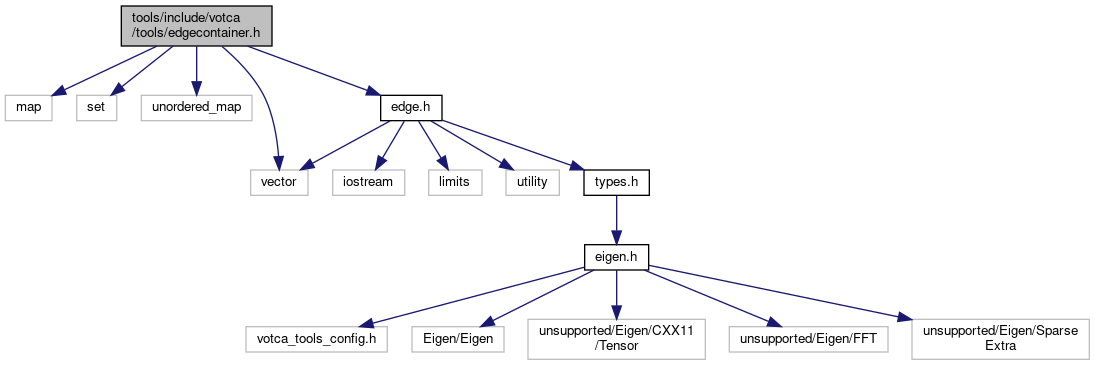 tools/include/votca
/tools/edgecontainer.h
map
set
unordered_map
edge.h
vector
iostream
limits
utility
types.h
eigen.h
votca_tools_config.h
Eigen/Eigen
unsupported/Eigen/CXX11
/Tensor
unsupported/Eigen/FFT
unsupported/Eigen/Sparse
Extra